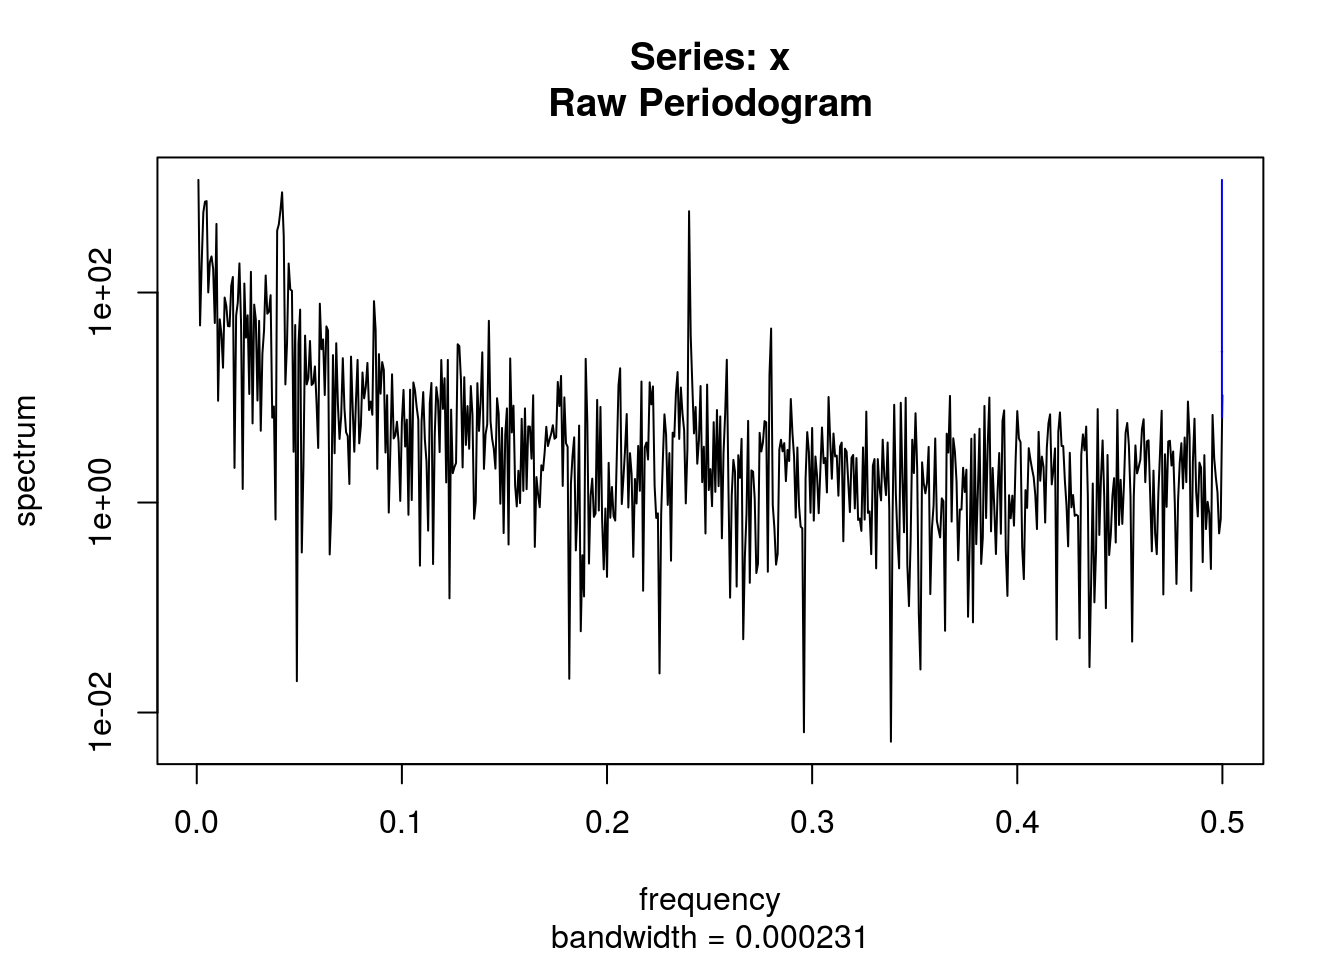 Series: x
Raw Periodogram
spectrum
1e+02
1e+00
1e-02
0.0 0.1 0.2 0.3 0.4 0.5
frequency
bandwidth = 0.000231